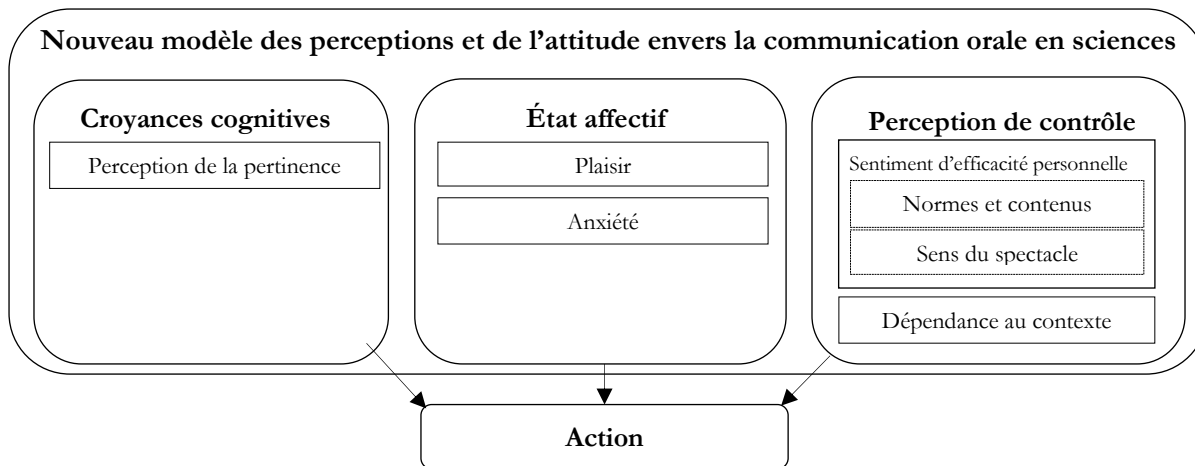 Nouveau modèle des perceptions et de l’attitude envers la communication orale en sciences
Croyances cognitives
Perception de la pertinence
État affectif
Plaisir
Anxiété
Perception de contrôle
Sentiment d’efficacité personnelle
Normes et contenus
Sens du spectacle
Dépendance au contexte
Action